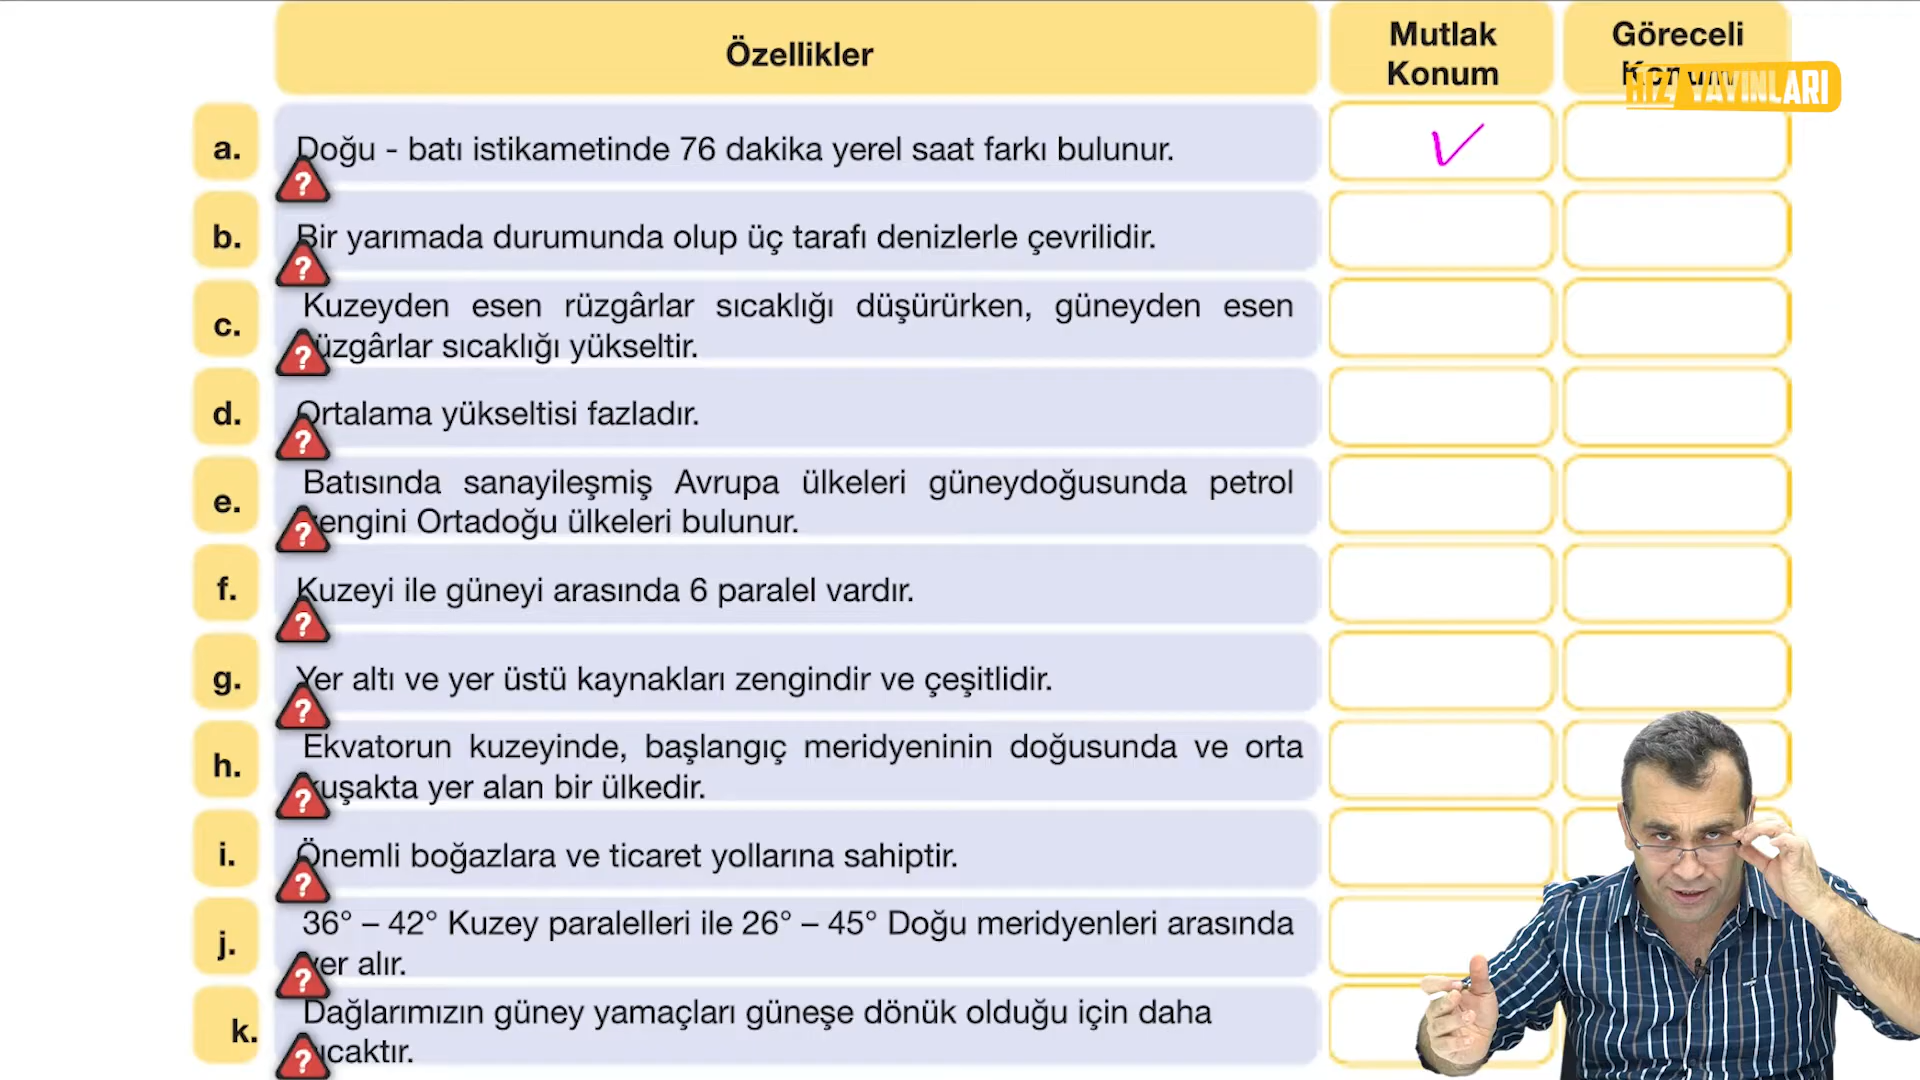 Özellikler
Mutlak
Konum
Göreceli
Konum
HIZ YAYINLARI
a. Doğu - batı istikametinde 76 dakika yerel saat farkı bulunur.
b. Bir yarımada durumunda olup üç tarafı denizlerle çevrilidir.
c. Kuzeyden esen rüzgârlar sıcaklığı düşürürken, güneyden esen
rüzgârlar sıcaklığı yükseltir.
d. Ortalama yükseltisi fazladır.
e. Batısında sanayileşmiş Avrupa ülkeleri güneydoğusunda petrol
zengini Ortadoğu ülkeleri bulunur.
f. Kuzeyi ile güneyi arasında 6 paralel vardır.
g. Yer altı ve yer üstü kaynakları zengindir ve çeşitlidir.
h. Ekvatorun kuzeyinde, başlangıç meridyeninin doğusunda ve orta
kuşakta yer alan bir ülkedir.
i. Önemli boğazlara ve ticaret yollarına sahiptir.
j. 36° – 42° Kuzey paralelleri ile 26° – 45° Doğu meridyenleri arasında
yer alır.
k. Dağlarımızın güney yamaçları güneşe dönük olduğu için daha
sıcaktır.